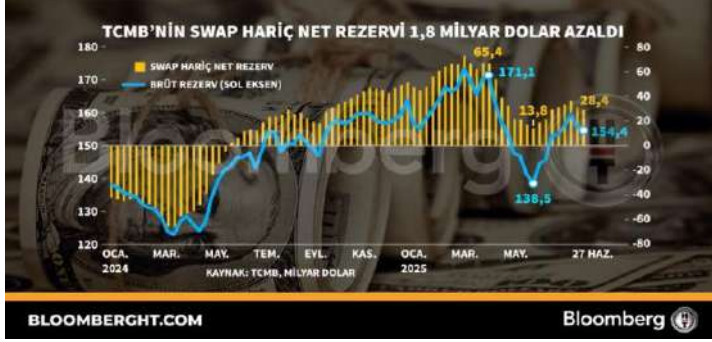 TCMB'NİN SWAP HARİÇ NET REZERVİ 1,8 MİLYAR DOLAR AZALDI
180
170
160
150
140
130
120
SWAP HARİÇ NET REZERV
BRÜT REZERV (SOL EKSEN)
65,4
171,1
13,8
28,4
154,4
138,5
80
60
40
20
0
-20
-40
-60
-80
OCA. MAR. MAY. TEM. EYL. KAS. OCA. MAR. MAY. 27 HAZ.
2024 2025
KAYNAK: TCMB, MİLYAR DOLAR
Bloomberg
BLOOMBERGHT.COM
Bloomberg HT